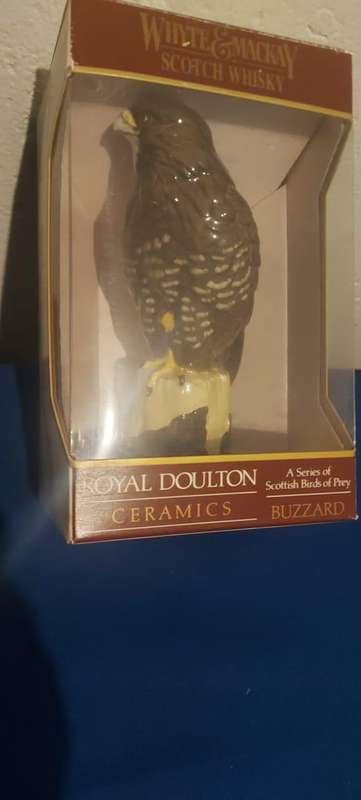 WHYTE & MACKAY
SCOTCH WHISKY
ROYAL DOULTON
CERAMICS
A Series of
Scottish Birds of Prey
BUZZARD